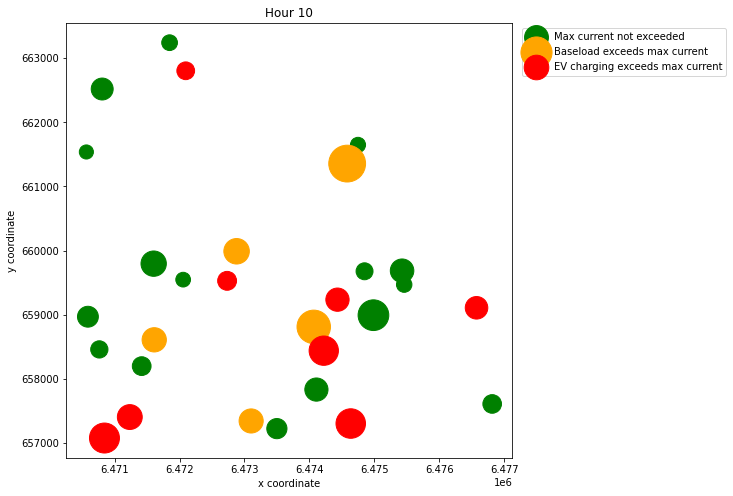 Hour 10
Max current not exceeded
Baseload exceeds max current
EV charging exceeds max current
663000
662000
661000
660000
659000
658000
657000
y coordinate
6.471 6.472 6.473 6.474 6.475 6.476 6.477
1e6
x coordinate